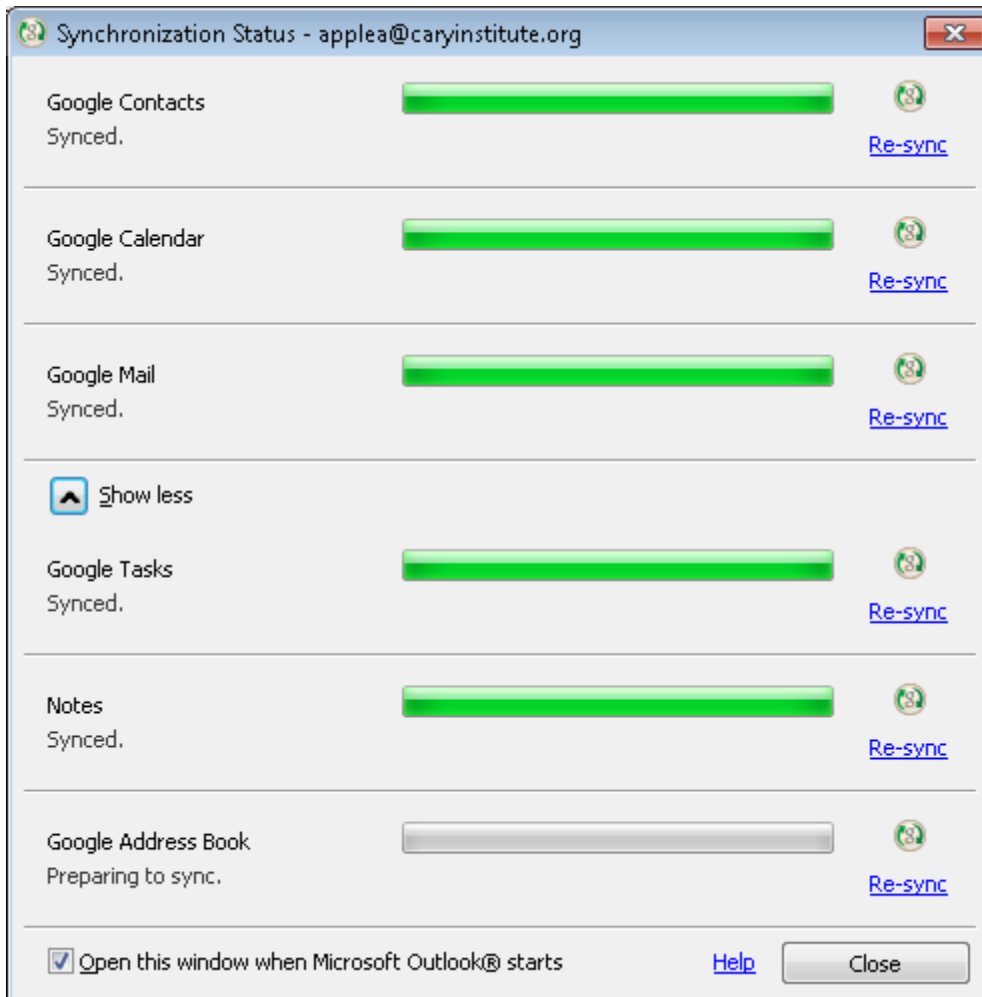 Synchronization Status - applea@caryinstitute.org
Google Contacts
Synced.
Re-sync
Google Calendar
Synced.
Re-sync
Google Mail
Synced.
Re-sync
Show less
Google Tasks
Synced.
Re-sync
Notes
Synced.
Re-sync
Google Address Book
Preparing to sync.
Re-sync
Open this window when Microsoft Outlook® starts
Help
Close